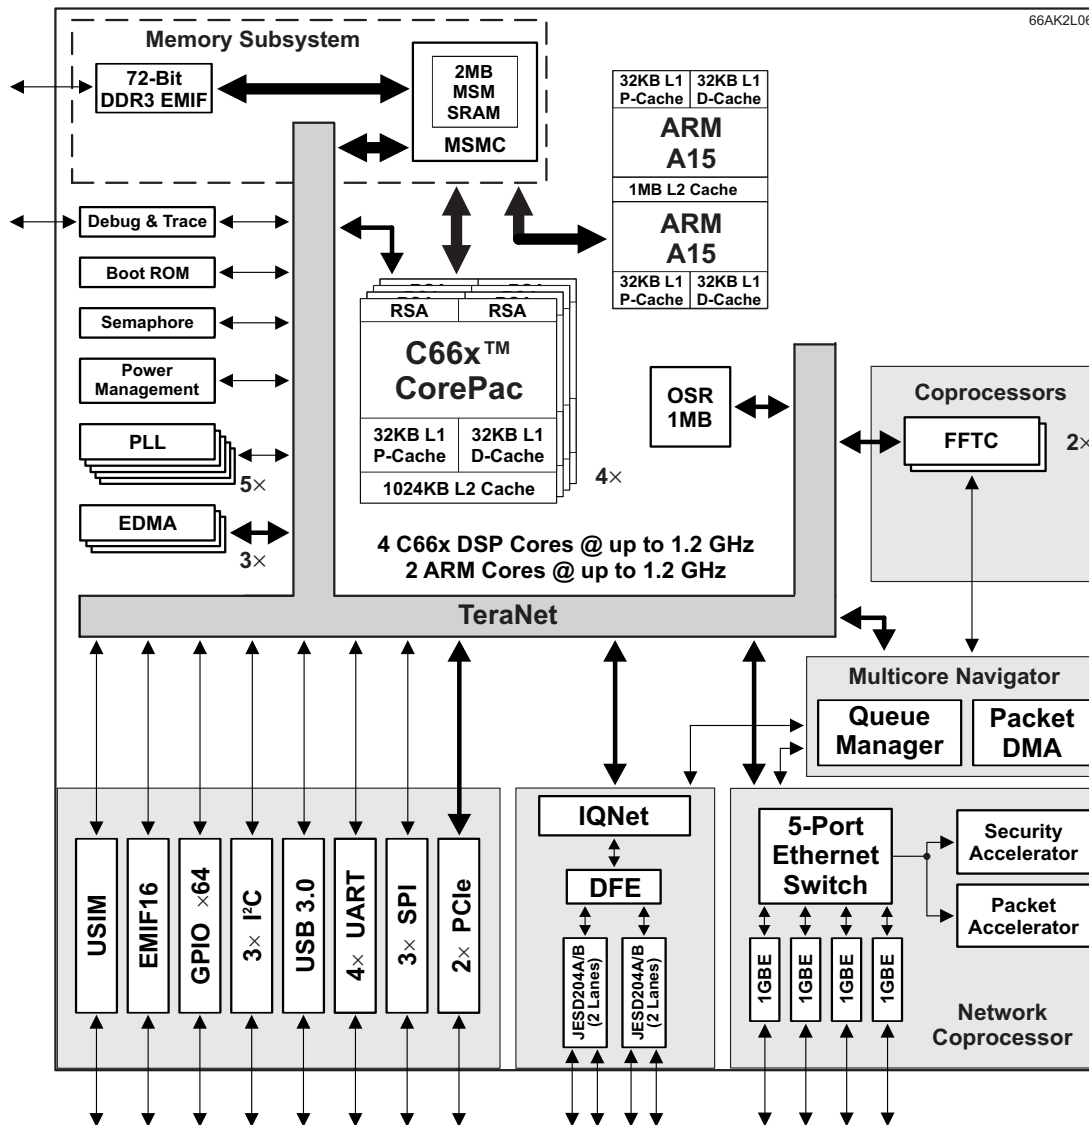 66AK2L06
Memory Subsystem
72-Bit
DDR3 EMIF
2MB
MSM
SRAM
MSMC
32KB L1
P-Cache
32KB L1
D-Cache
ARM
A15
1MB L2 Cache
ARM
A15
32KB L1
P-Cache
32KB L1
D-Cache
Debug & Trace
Boot ROM
Semaphore
Power
Management
PLL
5×
EDMA
3×
RSA RSA
RSA RSA
C66x™
CorePac
32KB L1
P-Cache
32KB L1
D-Cache
1024KB L2 Cache
4×
OSR
1MB
Coprocessors
FFTC
2×
4 C66x DSP Cores @ up to 1.2 GHz
2 ARM Cores @ up to 1.2 GHz
TeraNet
Multicore Navigator
Queue
Manager
Packet
DMA
USIM
EMIF16
GPIO ×64
3× I²C
USB 3.0
4× UART
3× SPI
2× PCIe
IQNet
DFE
JESD204A/B
(2 Lanes)
JESD204A/B
(2 Lanes)
5-Port
Ethernet
Switch
1GBE
1GBE
1GBE
1GBE
Security
Accelerator
Packet
Accelerator
Network
Coprocessor